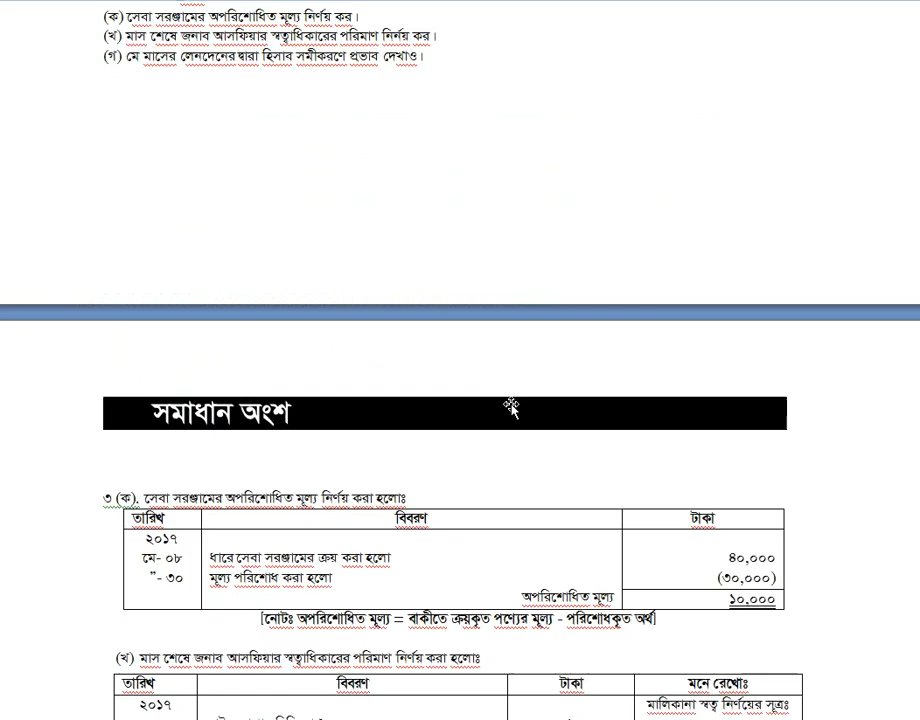 (ক) সেবা সরঞ্জামের অপরিশোধিত মূল্য নির্ণয় কর।
(খ) মাস শেষে জনাব আসফিয়ার স্বত্বাধিকারের পরিমাণ নির্নয় কর।
(গ) মে মাসের লেনদেনের দ্বারা হিসাব সমীকরণে প্রভাব দেখাও।
সমাধান অংশ
৩ (ক). সেবা সরঞ্জামের অপরিশোধিত মূল্য নির্ণয় করা হলোঃ
তারিখ বিবরণ টাকা
২০১৭
মে- ০৮ ধারে সেবা সরঞ্জামের ক্রয় করা হলো ৪০,০০০
”- ৩০ মূল্য পরিশোধ করা হলো (৩০,০০০)
অপরিশোধিত মূল্য ১০,০০০
[নোটঃ অপরিশোধিত মূল্য = বাকীতে ক্রয়কৃত পণ্যের মূল্য - পরিশোধকৃত অর্থ]
(খ) মাস শেষে জনাব আসফিয়ার স্বত্বাধিকারের পরিমাণ নির্ণয় করা হলোঃ
তারিখ বিবরণ টাকা মনে রেখোঃ
২০১৭ মালিকানা স্বত্ব নির্ণয়ের সূত্রঃ